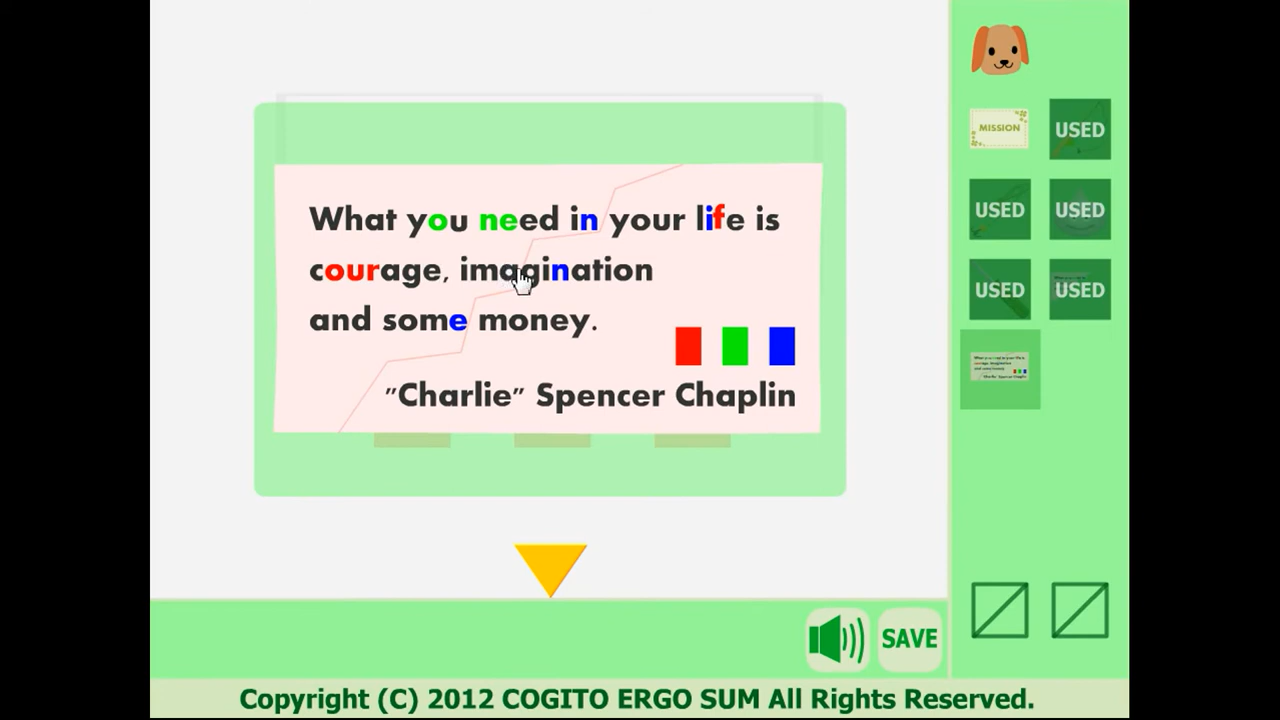 What you need in your life is
courage, imagination
and some money.
"Charlie" Spencer Chaplin
MISSION
USED
USED
USED
USED
USED
SAVE
Copyright (C) 2012 COGITO ERGO SUM All Rights Reserved.